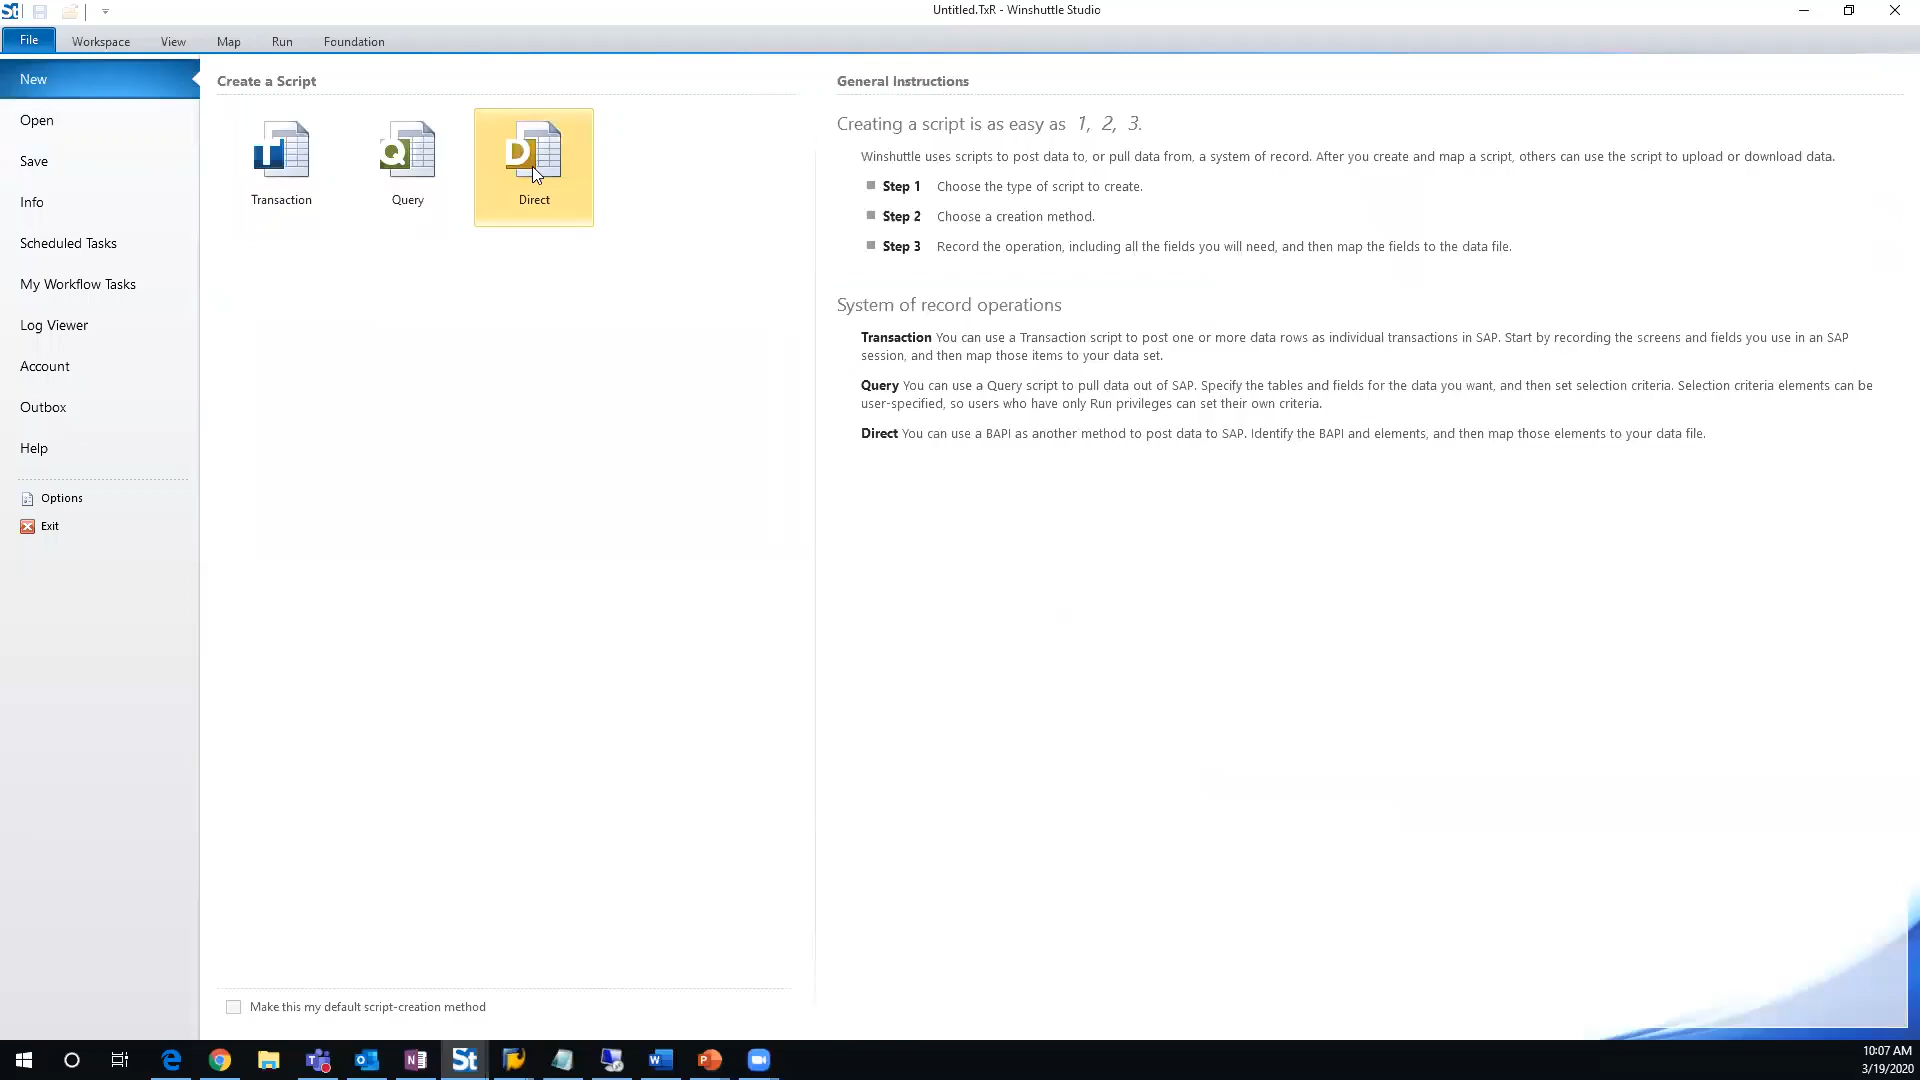 St
Untitled.TxR - Winshuttle Studio
File Workspace View Map Run Foundation
New
Open
Save
Info
Scheduled Tasks
My Workflow Tasks
Log Viewer
Account
Outbox
Help
Options
Exit
Create a Script
T Q D
Transaction Query Direct
Make this my default script-creation method
General Instructions
Creating a script is as easy as 1, 2, 3.
Winshuttle uses scripts to post data to, or pull data from, a system of record. After you create and map a script, others can use the script to upload or download data.
Step 1 Choose the type of script to create.
Step 2 Choose a creation method.
Step 3 Record the operation, including all the fields you will need, and then map the fields to the data file.
System of record operations
Transaction You can use a Transaction script to post one or more data rows as individual transactions in SAP. Start by recording the screens and fields you use in an SAP
session, and then map those items to your data set.
Query You can use a Query script to pull data out of SAP. Specify the tables and fields for the data you want, and then set selection criteria. Selection criteria elements can be
user-specified, so users who have only Run privileges can set their own criteria.
Direct You can use a BAPI as another method to post data to SAP. Identify the BAPI and elements, and then map those elements to your data file.
St
10:07 AM
3/19/2020